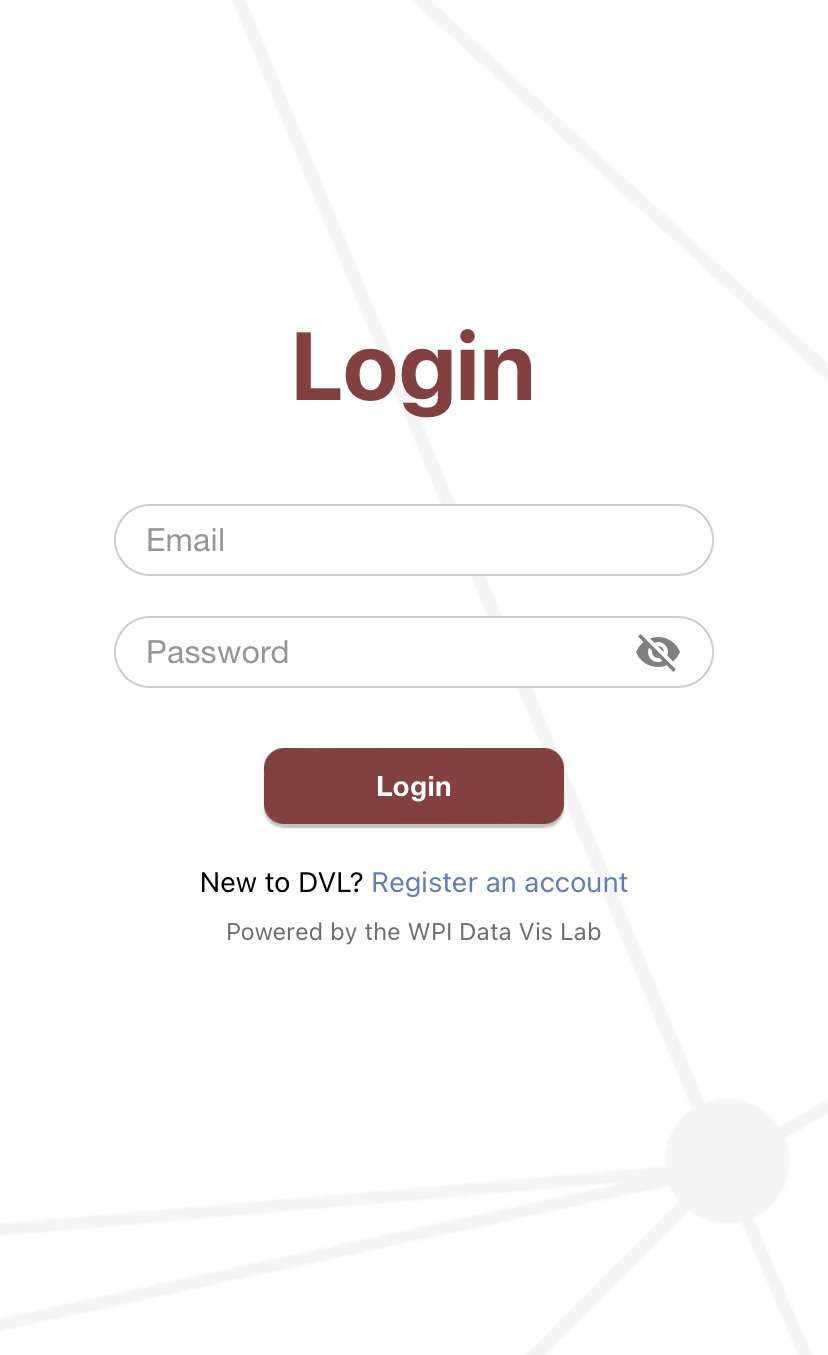 Login
Email
Password
Login
New to DVL? Register an account
Powered by the WPI Data Vis Lab